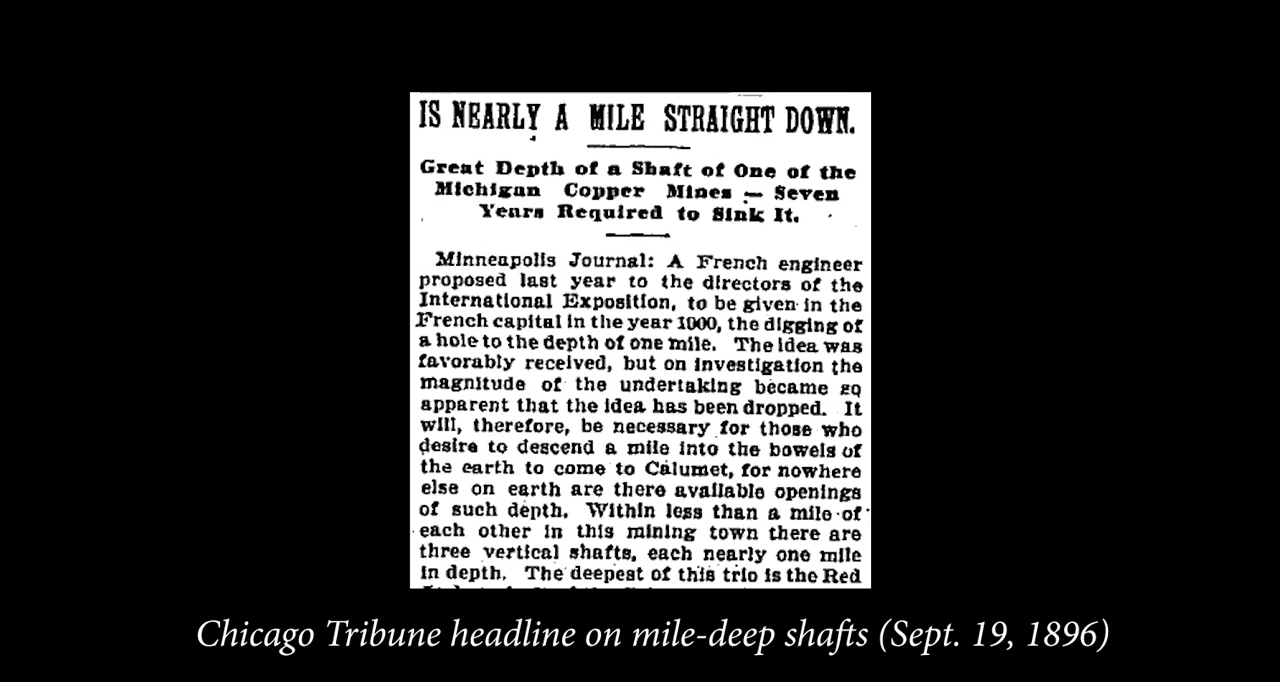 IS NEARLY A MILE STRAIGHT DOWN.
Great Depth of a Shaft of One of the
Michigan Copper Mines — Seven
Years Required to Sink It.
Minneapolis Journal: A French engineer
proposed last year to the directors of the
International Exposition, to be given in the
French capital in the year 1900, the digging of
a hole to the depth of one mile. The idea was
favorably received, but on investigation the
magnitude of the undertaking became so
apparent that the idea has been dropped. It
will, therefore, be necessary for those who
desire to descend a mile into the bowels of
the earth to come to Calumet, for nowhere
else on earth are there available openings
of such depth. Within less than a mile of
each other in this mining town there are
three vertical shafts, each nearly one mile
in depth. The deepest of this trio is the Red
Chicago Tribune headline on mile-deep shafts (Sept. 19, 1896)